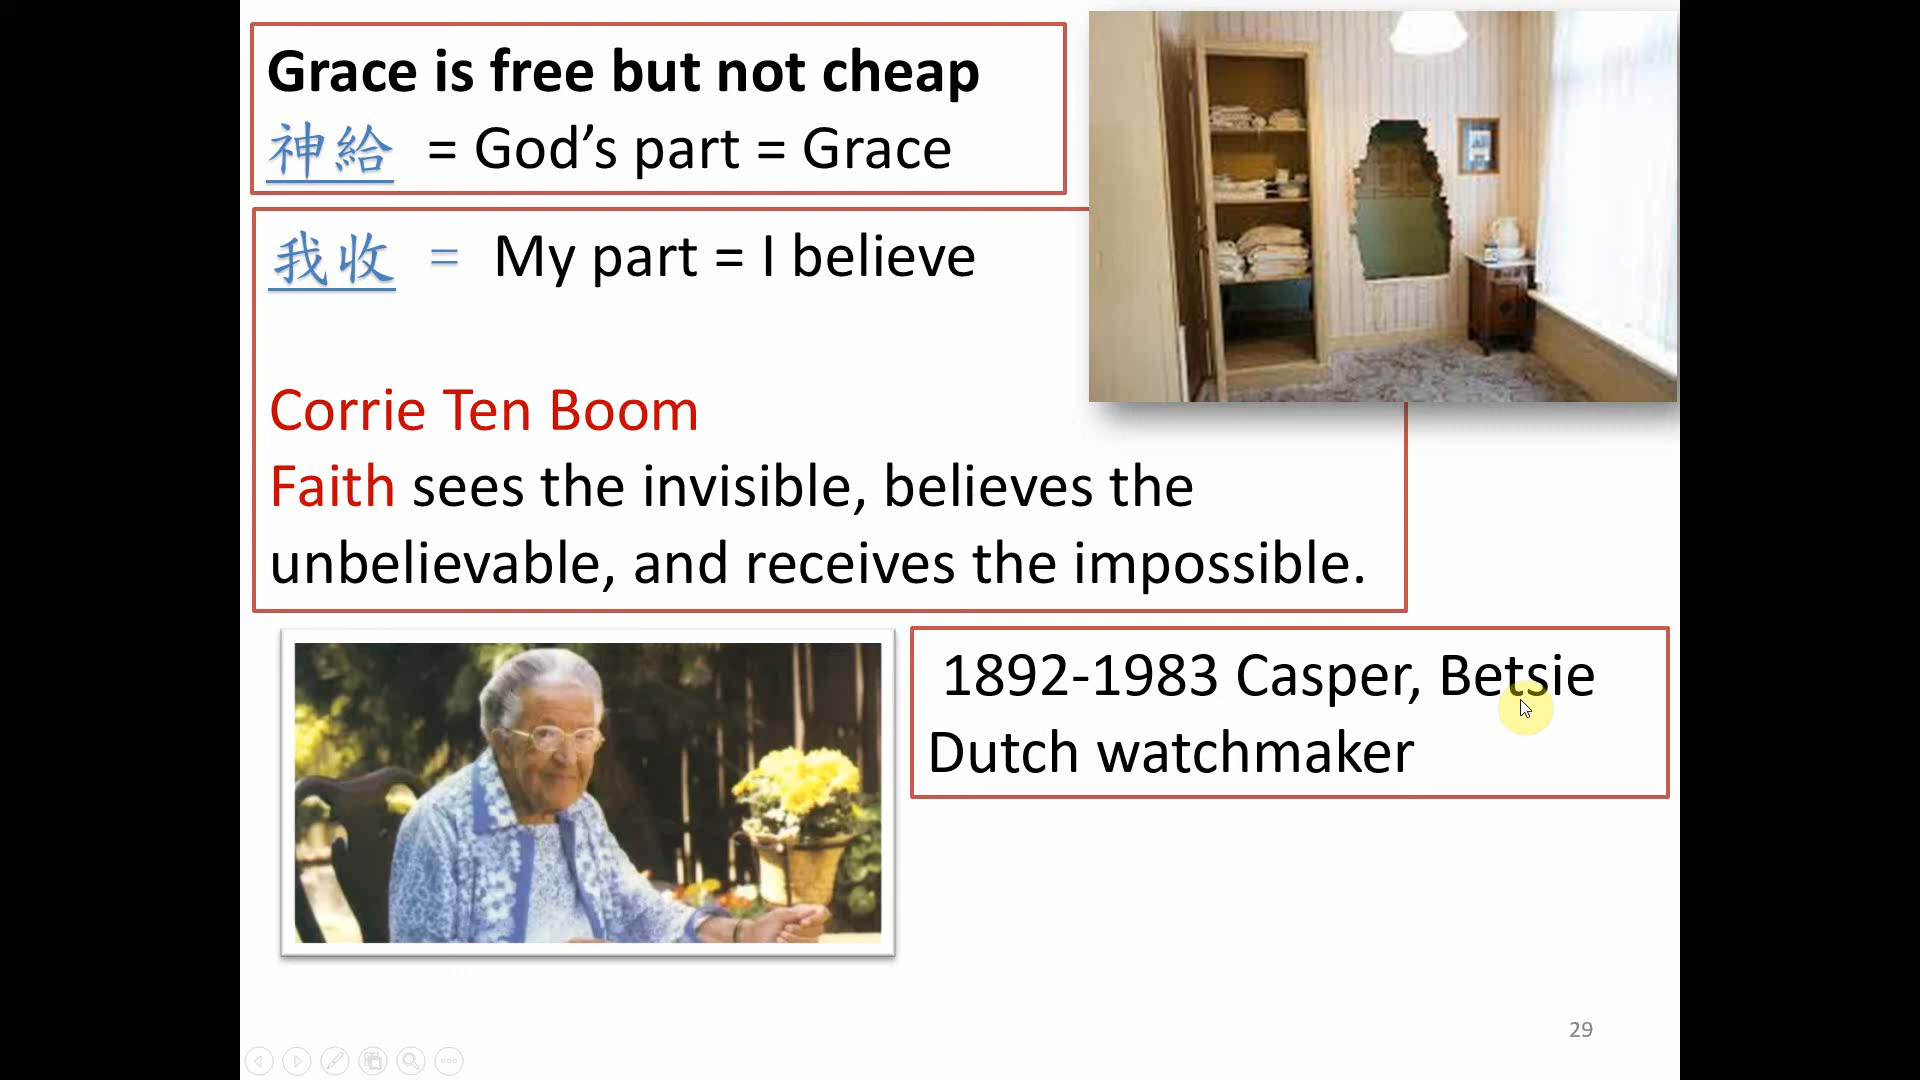 Grace is free but not cheap
神給 = God’s part = Grace
我收 = My part = I believe
Corrie Ten Boom
Faith sees the invisible, believes the
unbelievable, and receives the impossible.
1892-1983 Casper, Betsie
Dutch watchmaker
29